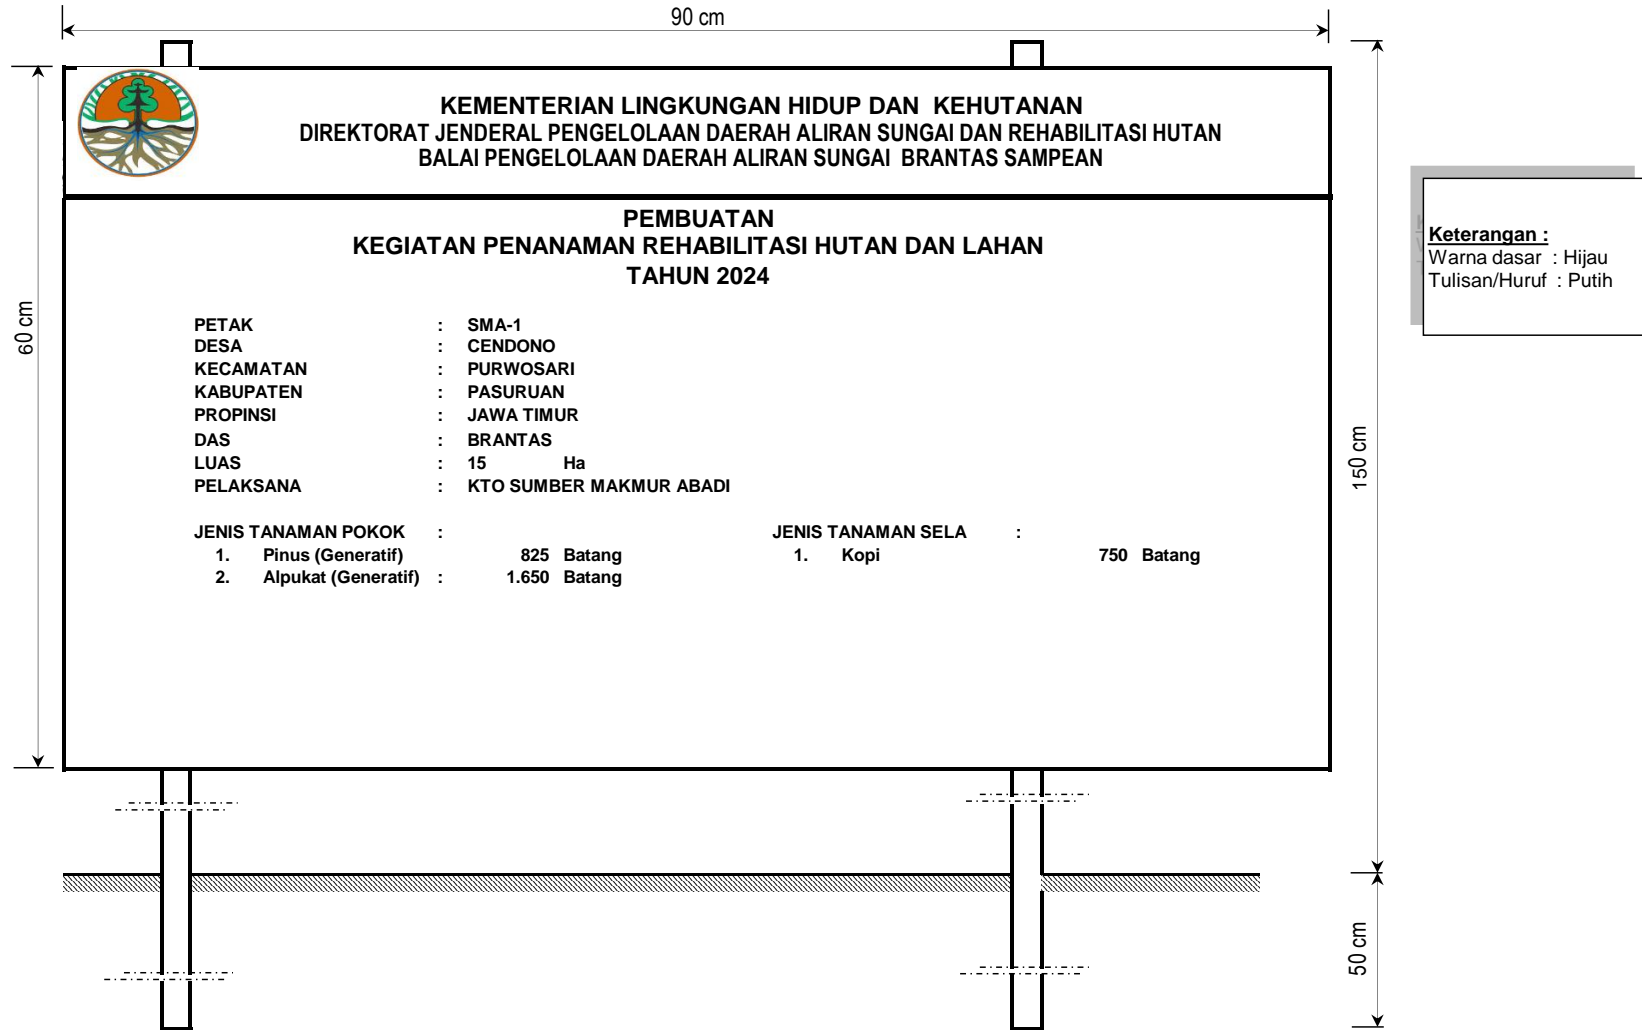 90 cm
KEMENTERIAN LINGKUNGAN HIDUP DAN KEHUTANAN
DIREKTORAT JENDERAL PENGELOLAAN DAERAH ALIRAN SUNGAI DAN REHABILITASI HUTAN
BALAI PENGELOLAAN DAERAH ALIRAN SUNGAI BRANTAS SAMPEAN
PEMBUATAN
KEGIATAN PENANAMAN REHABILITASI HUTAN DAN LAHAN
TAHUN 2024
PETAK : SMA-1
DESA : CENDONO
KECAMATAN : PURWOSARI
KABUPATEN : PASURUAN
PROPINSI : JAWA TIMUR
DAS : BRANTAS
LUAS : 15 Ha
PELAKSANA : KTO SUMBER MAKMUR ABADI
JENIS TANAMAN POKOK : JENIS TANAMAN SELA :
1. Pinus (Generatif) 825 Batang 1. Kopi 750 Batang
2. Alpukat (Generatif) : 1.650 Batang
60 cm
150 cm
50 cm
Keterangan :
Warna dasar : Hijau
Tulisan/Huruf : Putih